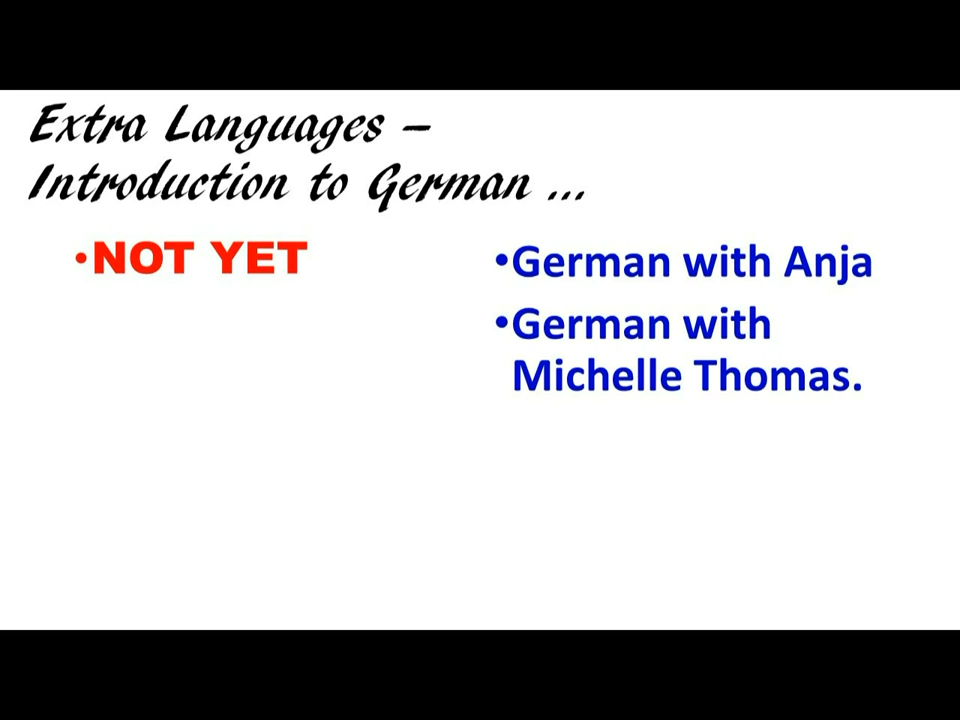 Extra Languages –
Introduction to German ...
•NOT YET
•German with Anja
•German with
Michelle Thomas.